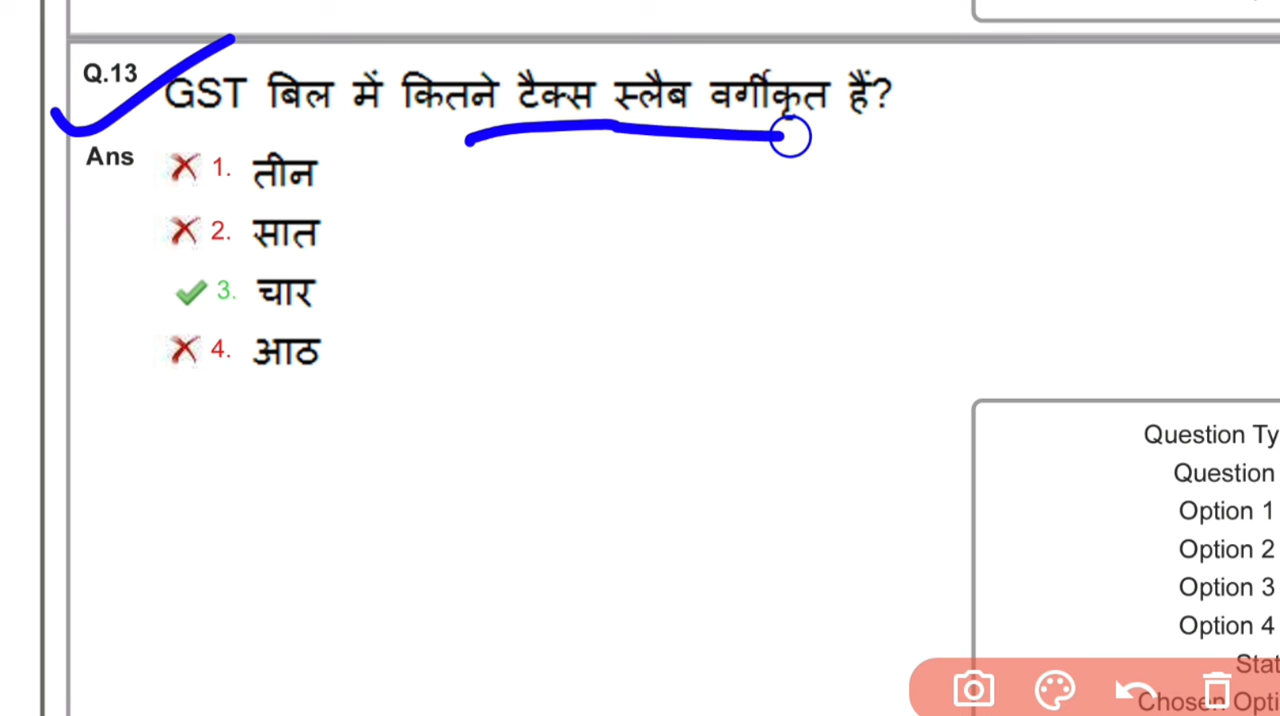 Q.13 GST बिल में कितने टैक्स स्लैब वर्गीकृत हैं?
Ans 1. तीन
2. सात
3. चार
4. आठ
Question Ty
Question
Option 1
Option 2
Option 3
Option 4
Stat
Chosen Opti